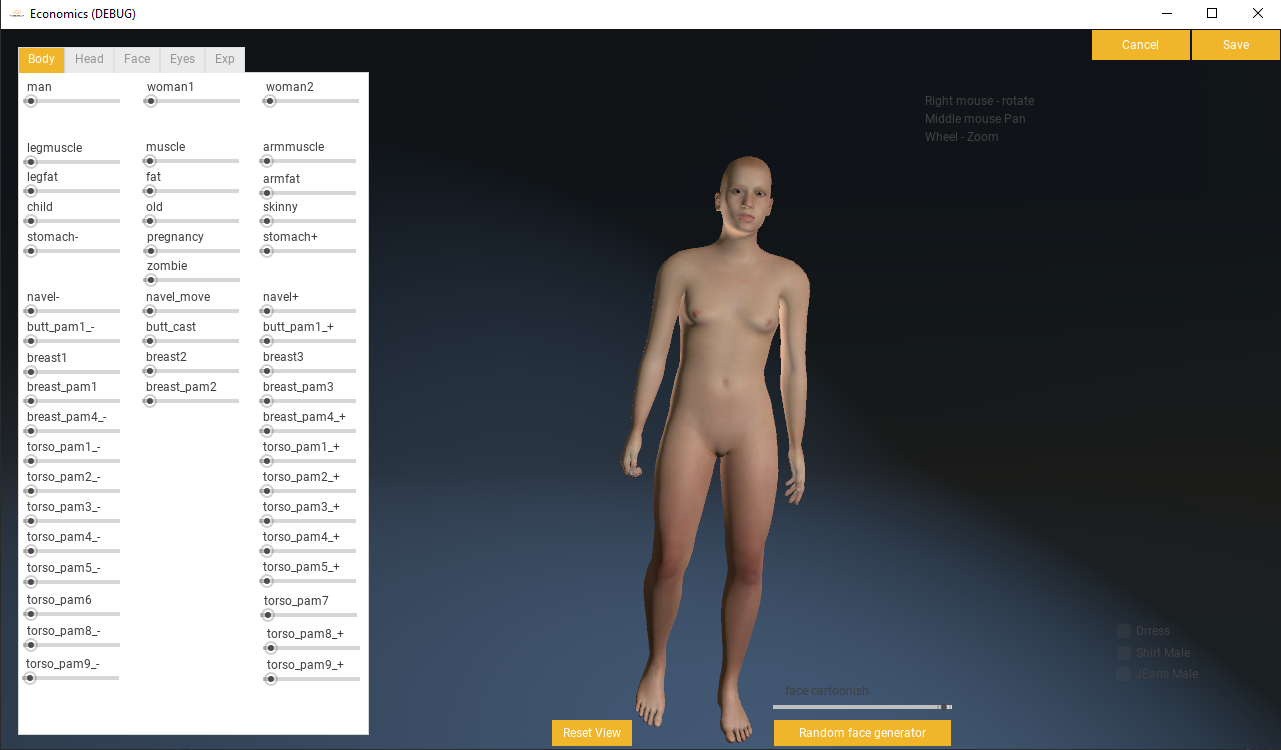 Economics (DEBUG)
Cancel
Save
Body
Head
Face
Eyes
Exp
man
woman1
woman2
Right mouse - rotate
Middle mouse Pan
Wheel - Zoom
legmuscle
muscle
armmuscle
legfat
fat
armfat
child
old
skinny
stomach-
pregnancy
stomach+
zombie
navel-
navel_move
navel+
butt_pam1_-
butt_cast
butt_pam1_+
breast1
breast2
breast3
breast_pam1
breast_pam2
breast_pam3
breast_pam4_-
breast_pam4_+
torso_pam1_-
torso_pam1_+
torso_pam2_-
torso_pam2_+
torso_pam3_-
torso_pam3_+
torso_pam4_-
torso_pam4_+
torso_pam5_-
torso_pam5_+
torso_pam6
torso_pam7
torso_pam8_-
torso_pam8_+
torso_pam9_-
torso_pam9_+
Drress
Shirt Male
JEans Male
face cartoonish
Reset View
Random face generator